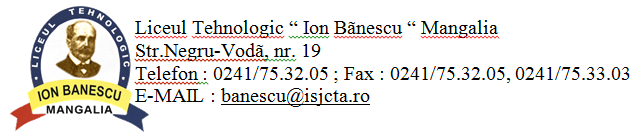 LICEUL TEHNOLOGIC
ION BANESCU
MANGALIA
Liceul Tehnologic “ Ion Bãnescu “ Mangalia
Str.Negru-Vodã, nr. 19
Telefon : 0241/75.32.05 ; Fax : 0241/75.32.05, 0241/75.33.03
E-MAIL : banescu@isjcta.ro